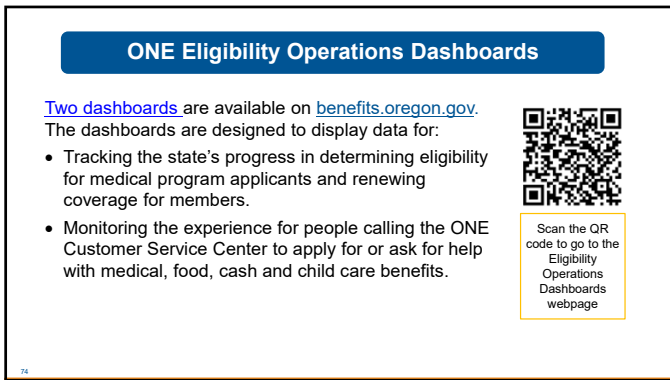 ONE Eligibility Operations Dashboards
Two dashboards are available on benefits.oregon.gov.
The dashboards are designed to display data for:
• Tracking the state's progress in determining eligibility
for medical program applicants and renewing
coverage for members.
• Monitoring the experience for people calling the ONE
Customer Service Center to apply for or ask for help
with medical, food, cash and child care benefits.
Scan the QR
code to go to the
Eligibility
Operations
Dashboards
webpage
74